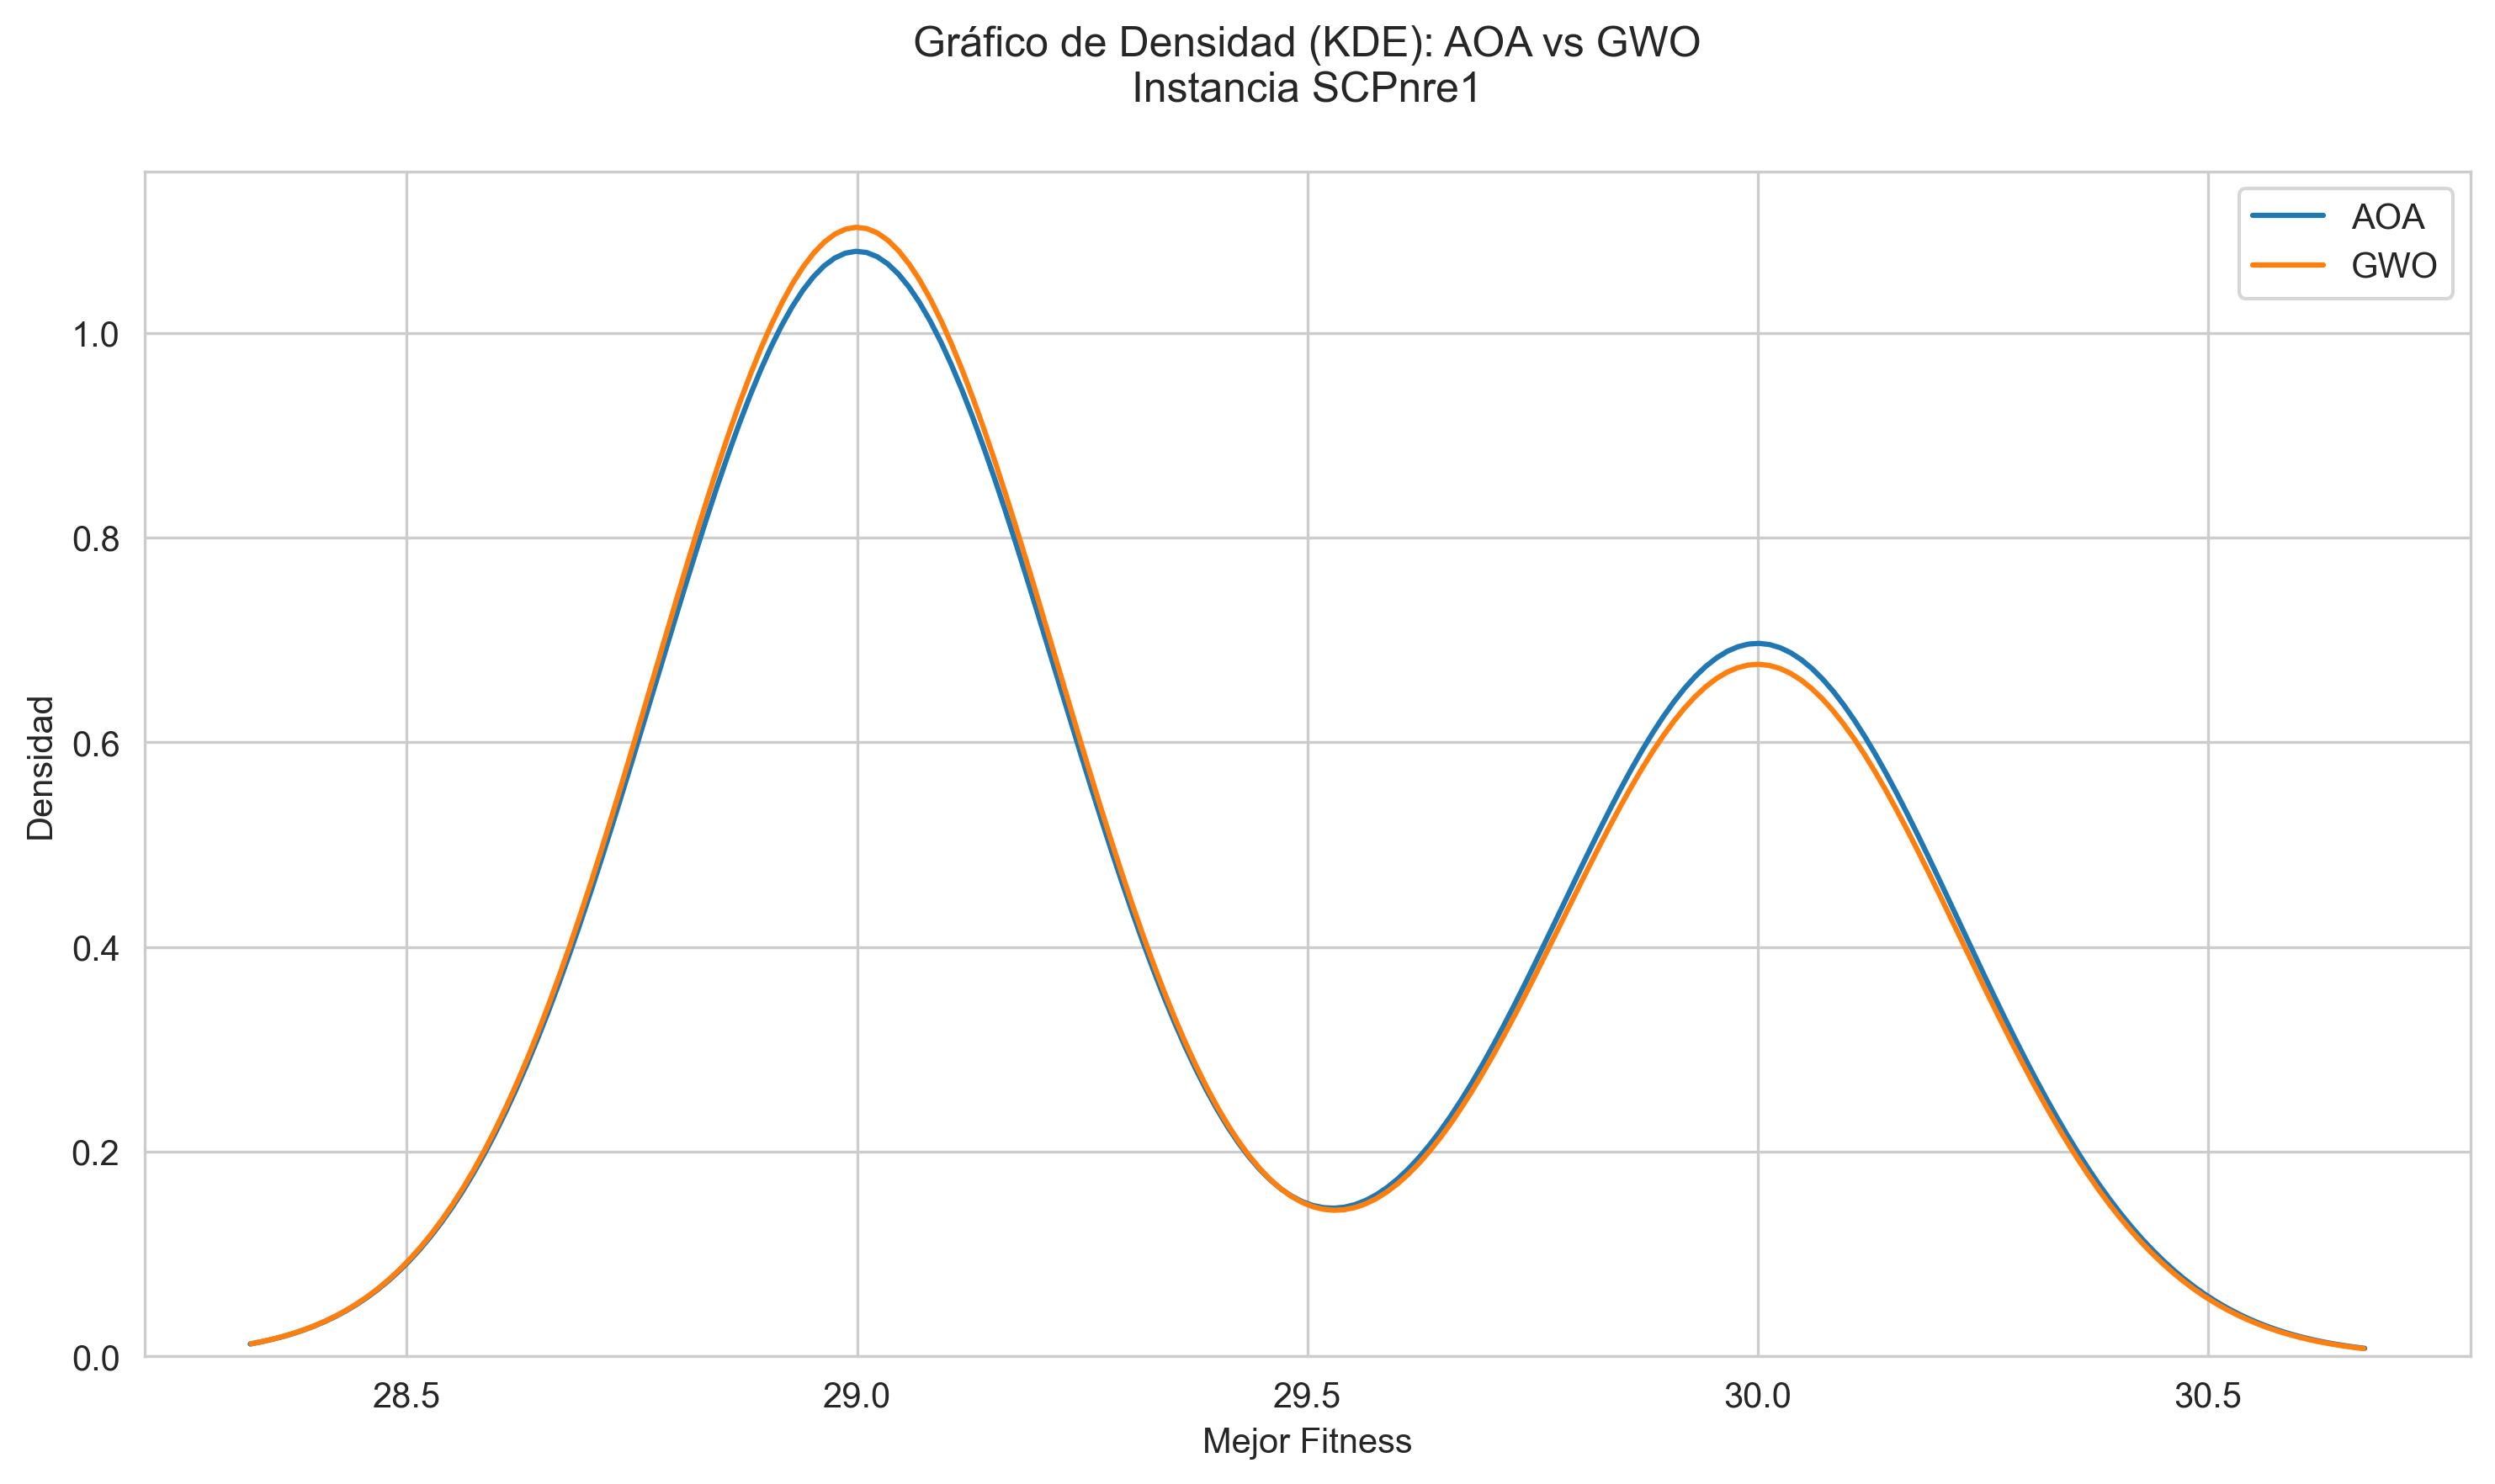 Gráfico de Densidad (KDE): AOA vs GWO
Instancia SCPnre1
AOA
GWO
1.0
0.8
0.6
0.4
0.2
0.0
Densidad
28.5
29.0
29.5
30.0
30.5
Mejor Fitness